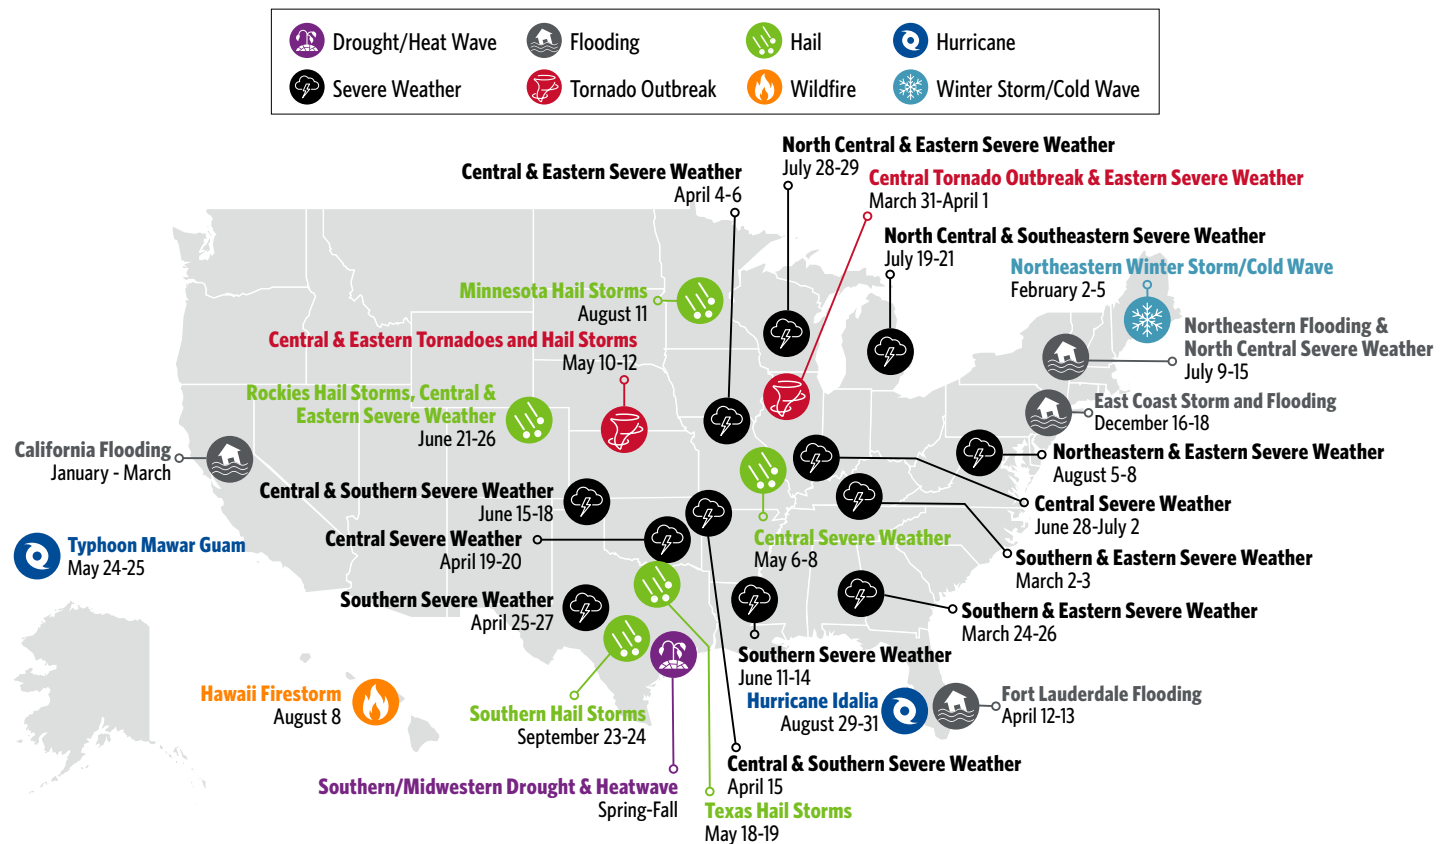 Drought/Heat Wave
Flooding
Hail
Hurricane
Severe Weather
Tornado Outbreak
Wildfire
Winter Storm/Cold Wave
North Central & Eastern Severe Weather
July 28-29
Central & Eastern Severe Weather
April 4-6
Central Tornado Outbreak & Eastern Severe Weather
March 31-April 1
North Central & Southeastern Severe Weather
July 19-21
Northeastern Winter Storm/Cold Wave
February 2-5
Minnesota Hail Storms
August 11
Northeastern Flooding &
North Central Severe Weather
July 9-15
Central & Eastern Tornadoes and Hail Storms
May 10-12
Rockies Hail Storms, Central &
Eastern Severe Weather
June 21-26
East Coast Storm and Flooding
December 16-18
California Flooding
January - March
Northeastern & Eastern Severe Weather
August 5-8
Central & Southern Severe Weather
June 15-18
Central Severe Weather
June 28-July 2
Central Severe Weather
April 19-20
Central Severe Weather
May 6-8
Typhoon Mawar Guam
May 24-25
Southern & Eastern Severe Weather
March 2-3
Southern Severe Weather
April 25-27
Southern & Eastern Severe Weather
March 24-26
Southern Severe Weather
June 11-14
Hawaii Firestorm
August 8
Hurricane Idalia
August 29-31
Fort Lauderdale Flooding
April 12-13
Southern Hail Storms
September 23-24
Central & Southern Severe Weather
April 15
Southern/Midwestern Drought & Heatwave
Spring-Fall
Texas Hail Storms
May 18-19